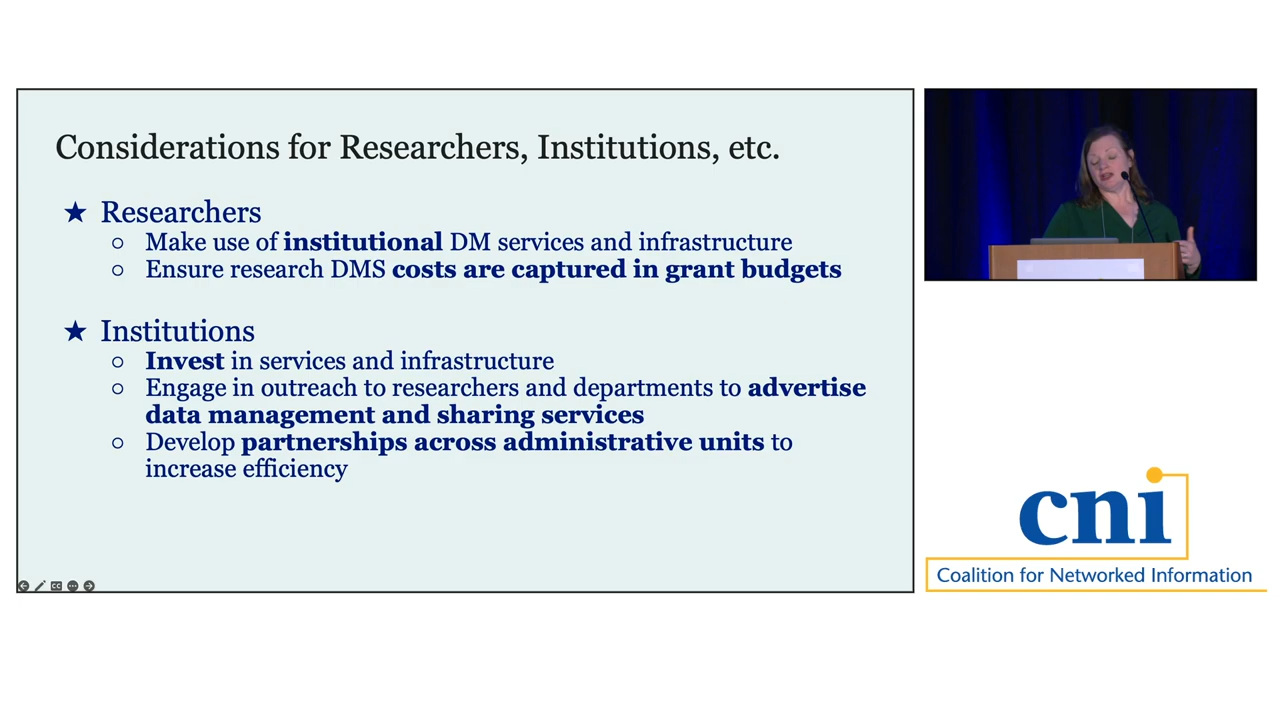 Considerations for Researchers, Institutions, etc.
★ Researchers
○ Make use of institutional DM services and infrastructure
○ Ensure research DMS costs are captured in grant budgets
★ Institutions
○ Invest in services and infrastructure
○ Engage in outreach to researchers and departments to advertise
data management and sharing services
○ Develop partnerships across administrative units to
increase efficiency
cni
Coalition for Networked Information